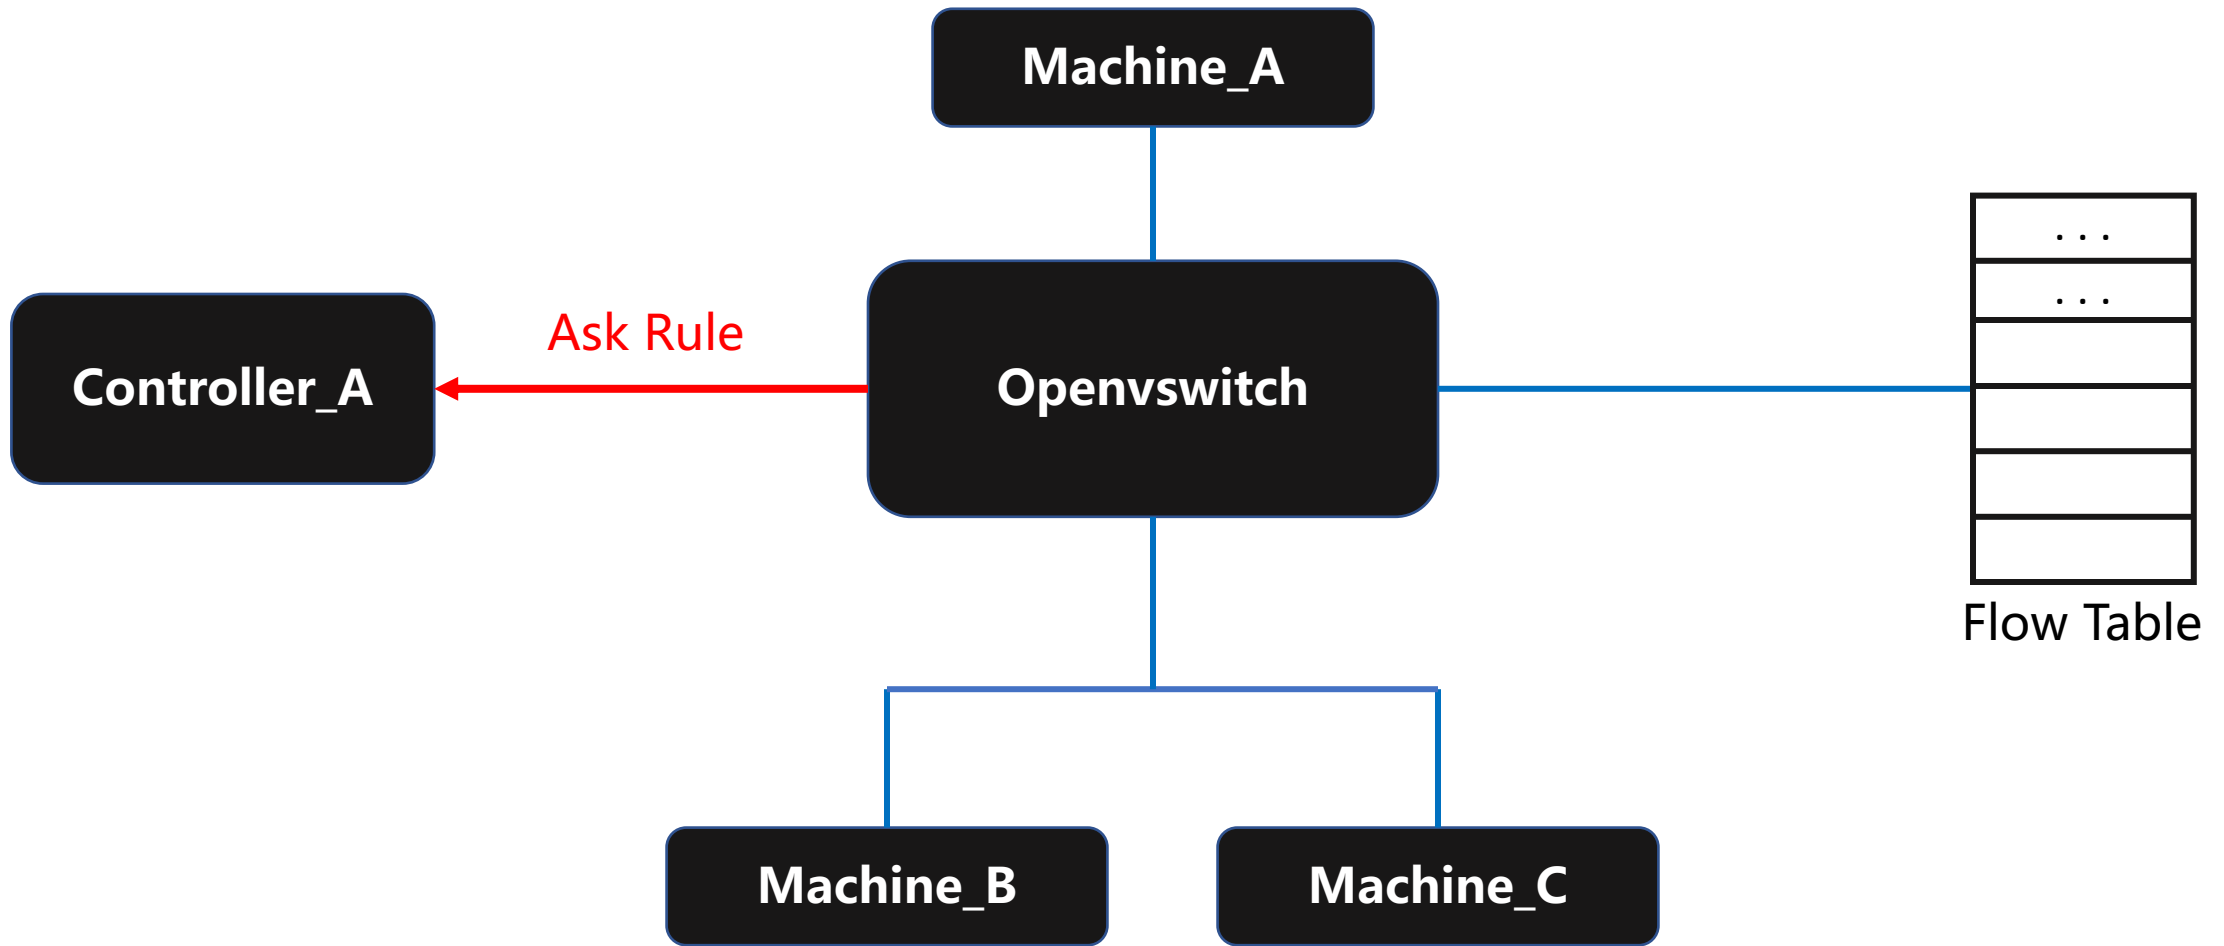 Machine_A
. . .
. . .
Ask Rule
Controller_A
Openvswitch
Flow Table
Machine_B
Machine_C